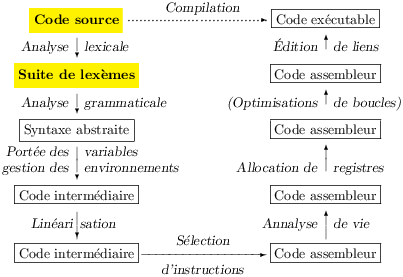 Compilation
Code source Code exécutable
Analyse lexicale Édition de liens
Suite de lexèmes Code assembleur
Analyse grammaticale (Optimisations de boucles)
Syntaxe abstraite Code assembleur
Portée des variables
gestion des environnements Allocation de registres
Code intermédiaire Code assembleur
Linéari sation Annalyse de vie
Sélection
Code intermédiaire Code assembleur
d'instructions